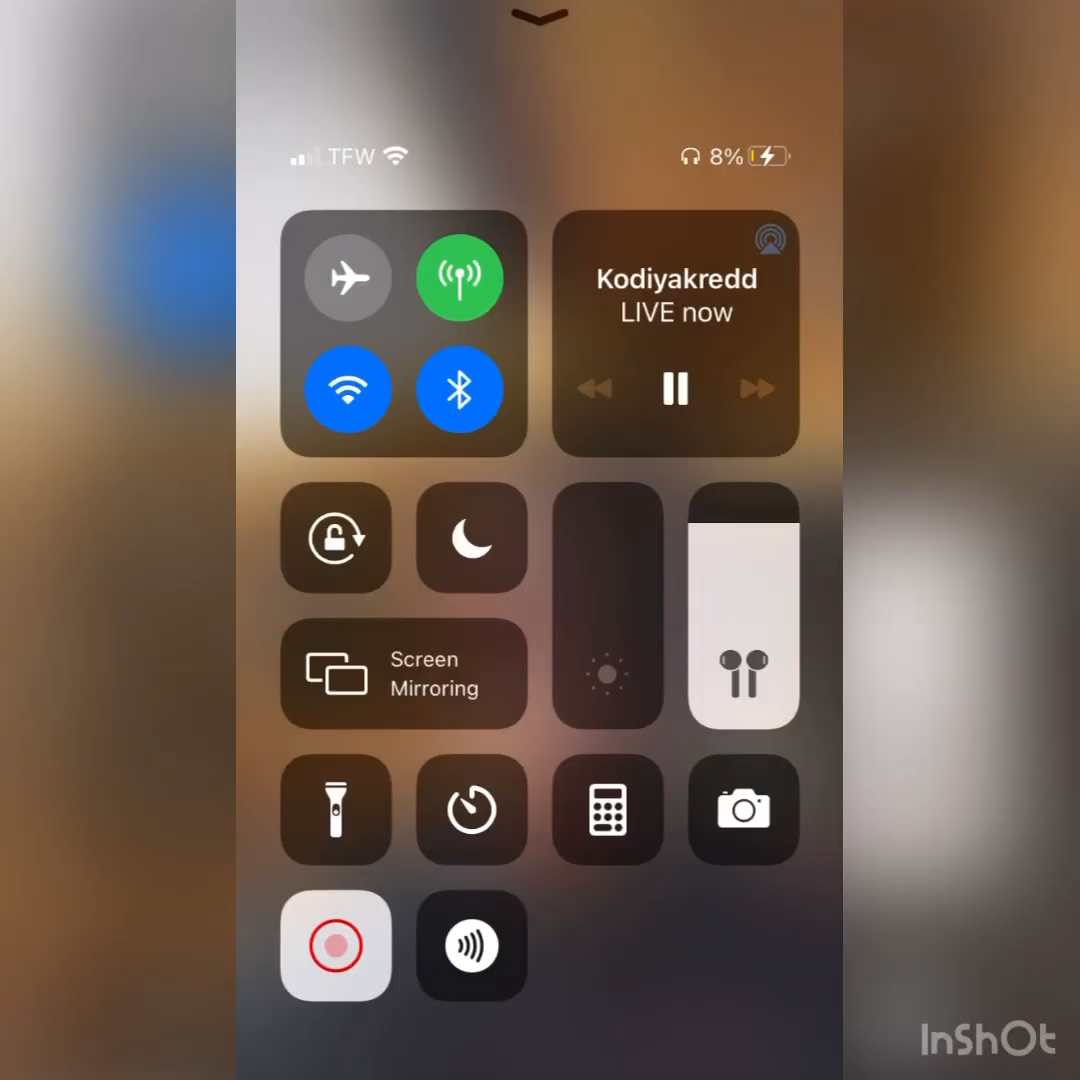 TFW
8%
Kodiyakredd
LIVE now
Screen
Mirroring
InShOt